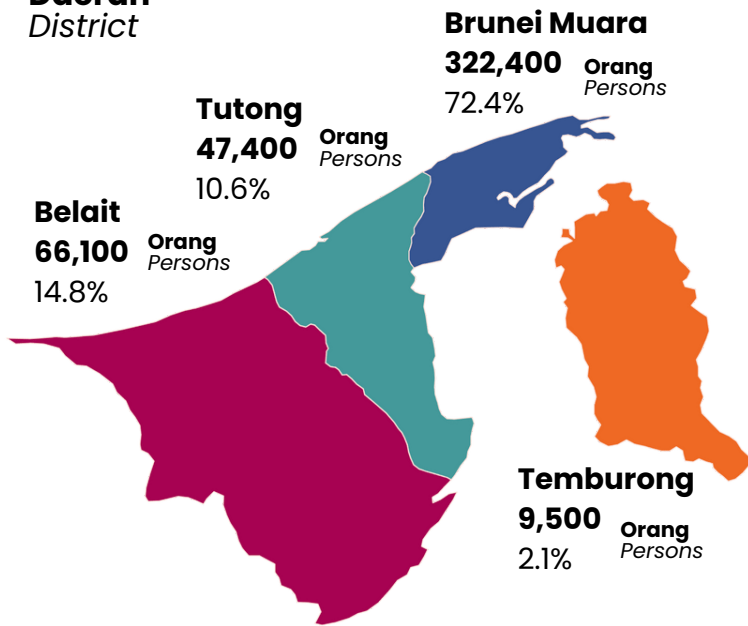 Daerah
District
Brunei Muara
322,400 Orang
Persons
72.4%
Tutong
47,400 Orang
Persons
10.6%
Belait
66,100 Orang
Persons
14.8%
Temburong
9,500 Orang
Persons
2.1%